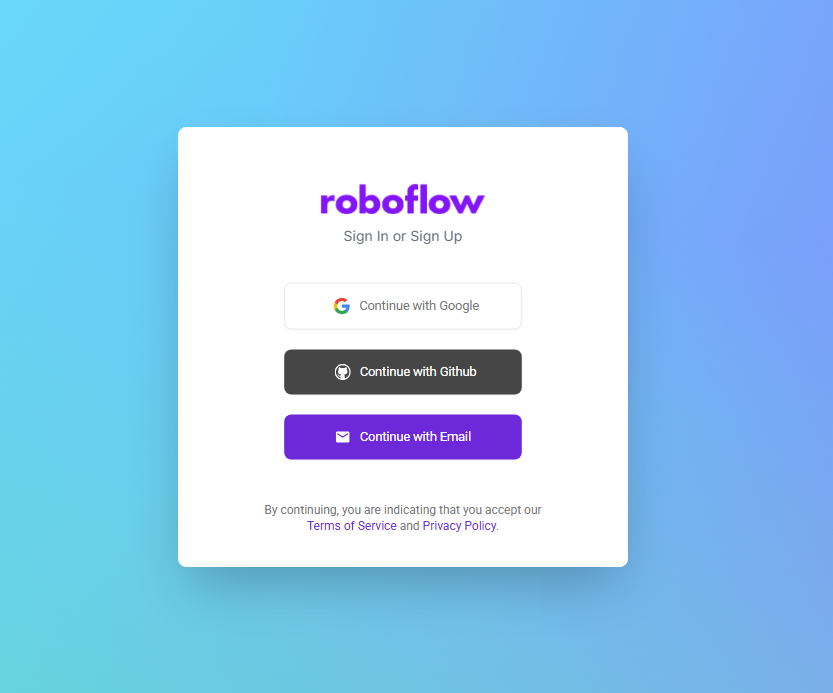 roboflow
Sign In or Sign Up
Continue with Google
Continue with Github
Continue with Email
By continuing, you are indicating that you accept our
Terms of Service and Privacy Policy.